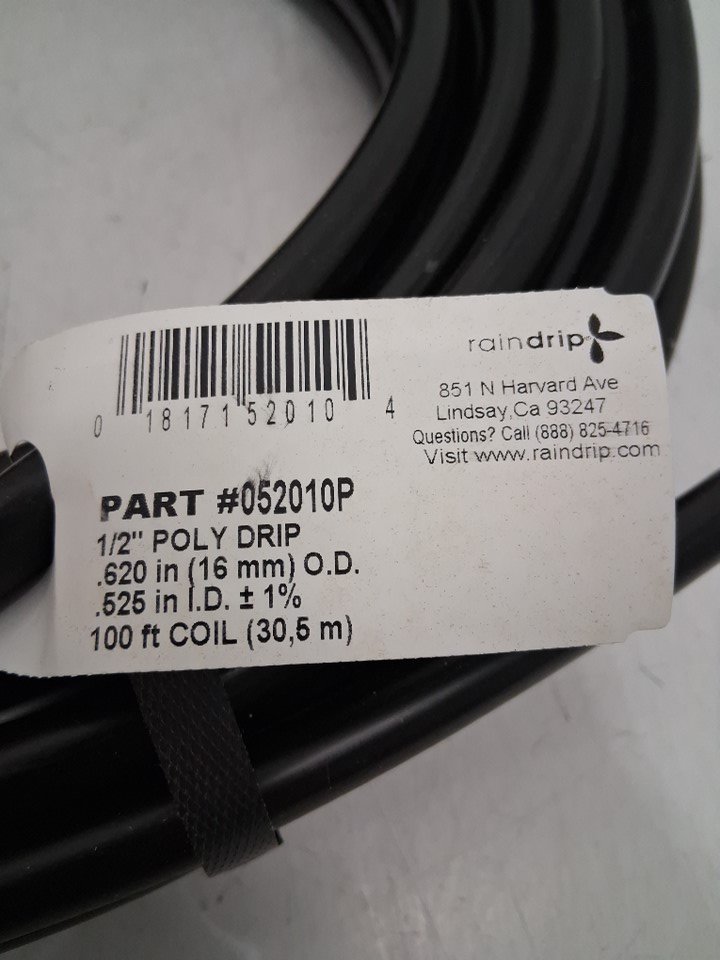 raindrip
851 N Harvard Ave
Lindsay,Ca 93247
Questions? Call (888) 825-4716
Visit www.raindrip.com
0 18171 52010 4
PART #052010P
1/2" POLY DRIP
.620 in (16 mm) O.D.
.525 in I.D. ± 1%
100 ft COIL (30,5 m)